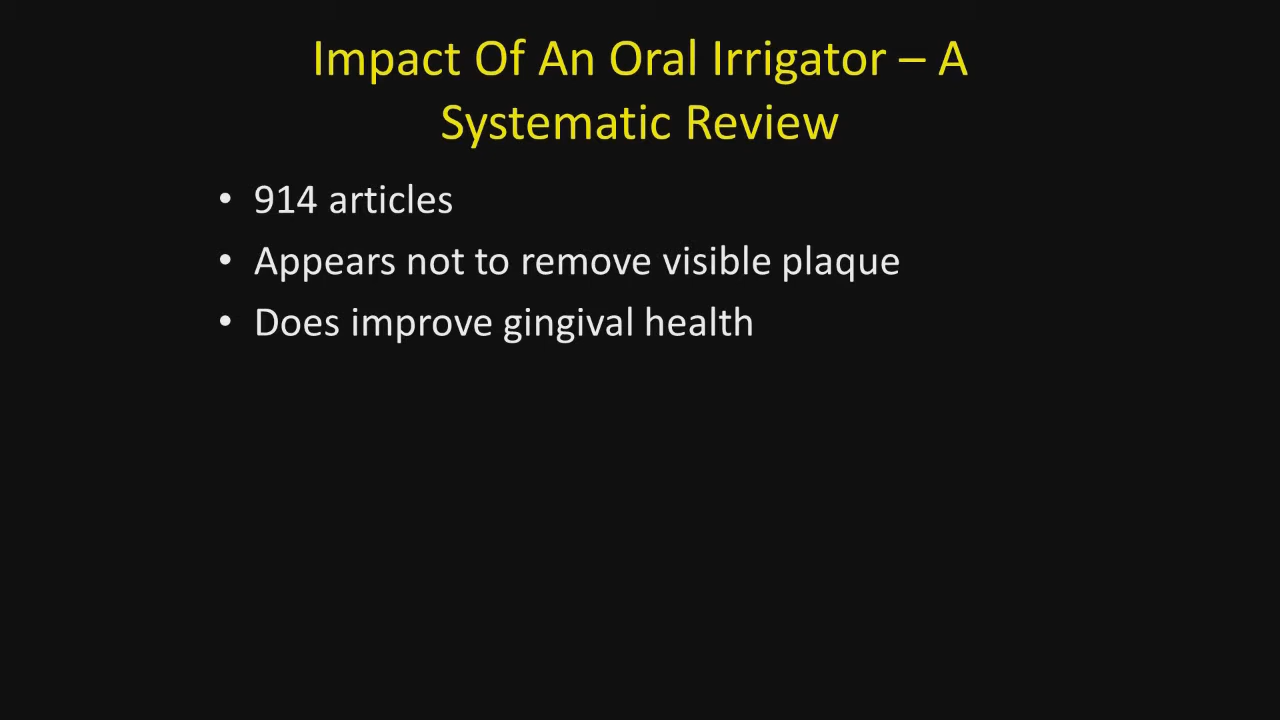 Impact Of An Oral Irrigator – A
Systematic Review
• 914 articles
• Appears not to remove visible plaque
• Does improve gingival health